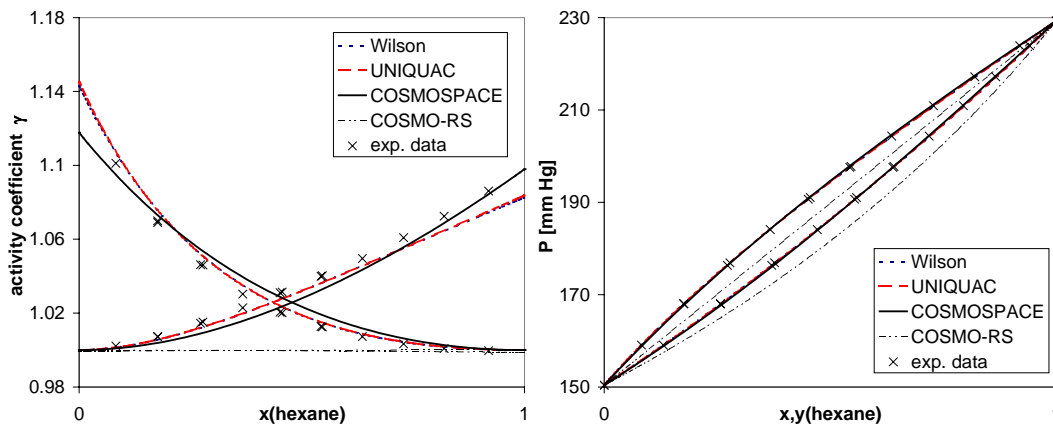 1.18
1.14
1.1
1.06
1.02
0.98
activity coefficient γ
0
1
x(hexane)
Wilson
UNIQUAC
COSMOSPACE
COSMO-RS
exp. data
230
210
190
170
150
P [mm Hg]
0
1
x,y(hexane)
Wilson
UNIQUAC
COSMOSPACE
COSMO-RS
exp. data